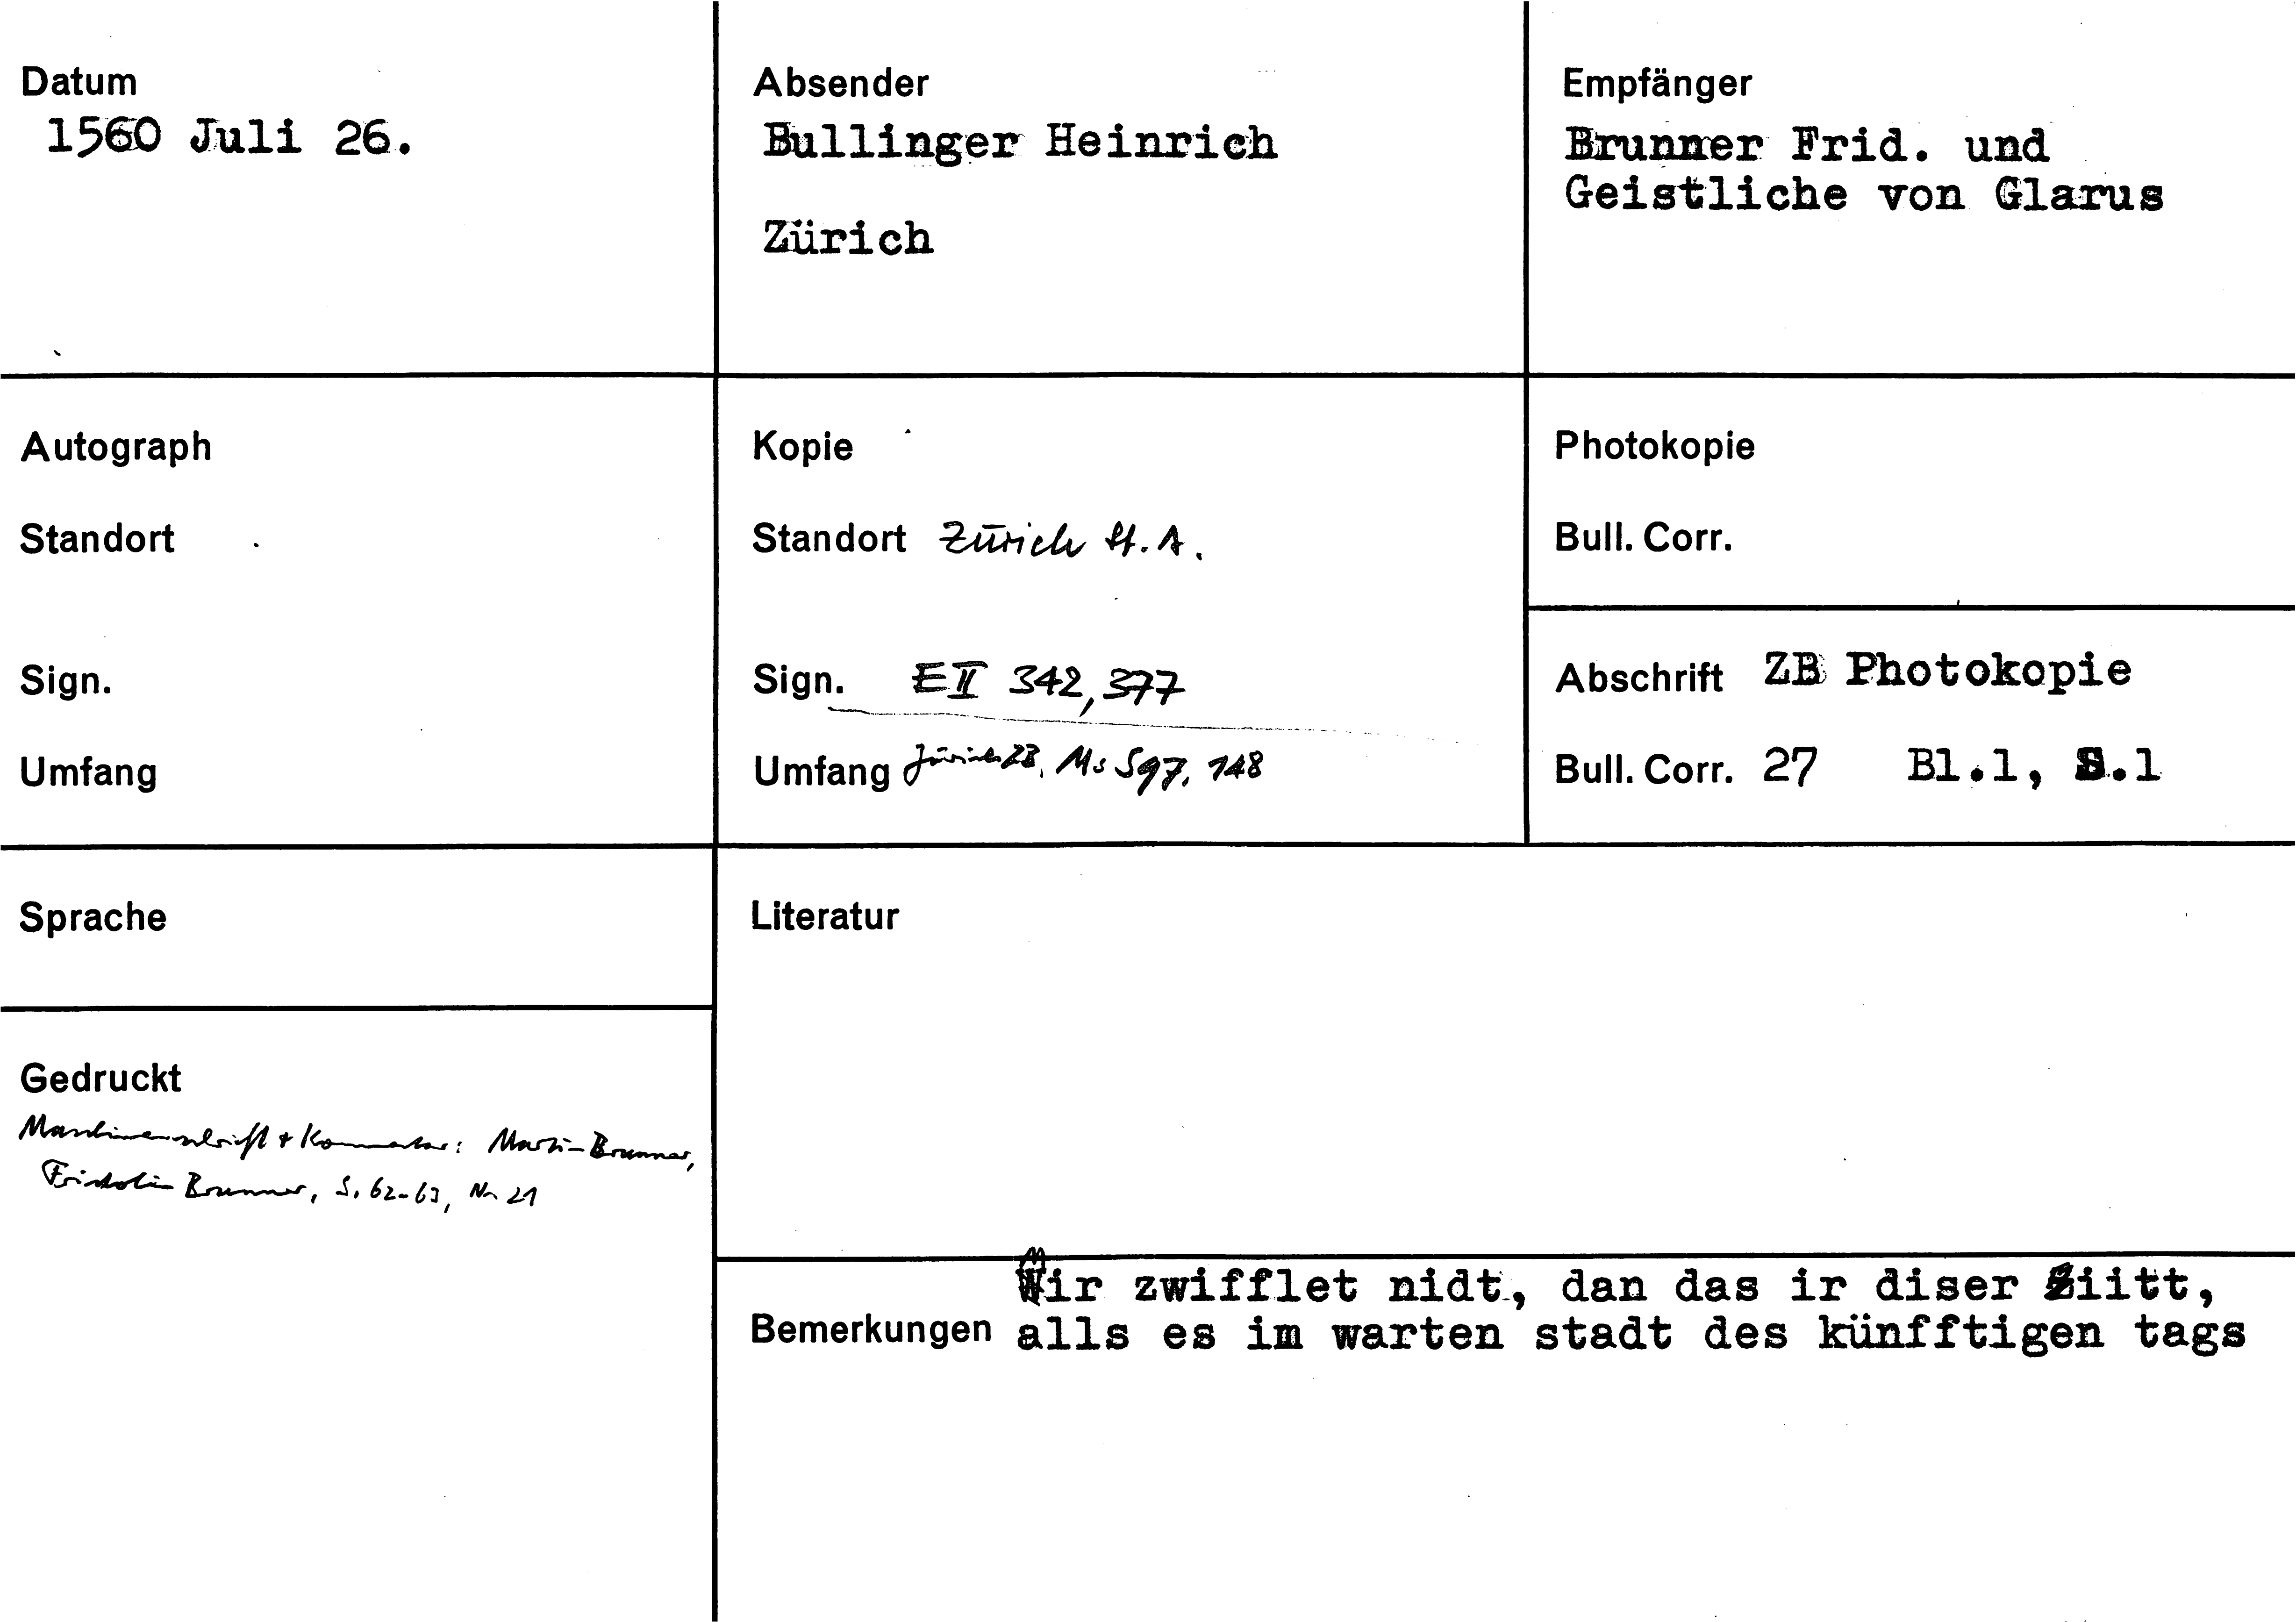 Datum
1560 Juli 26.
Absender
Bullinger Heinrich
Zürich
Empfänger
Brunner Frid. und
Geistliche von Glarus
Autograph
Standort
Sign.
Umfang
Kopie
Standort Zürich St. A.
Sign. E II 342, 377
Umfang Zürich ZB, Ms S 97, 148
Photokopie
Bull. Corr.
Abschrift ZB Photokopie
Bull. Corr. 27 Bl.1, S.1
Sprache
Gedruckt
Maschinenschrift + Kommentar: Marti-Brunner,
Fridolin Brunner, S. 62-63, Nr 21
Literatur
Wir zwifflet nidt, dan das ir diser Ziitt,
Bemerkungen alls es im warten stadt des künfftigen tags